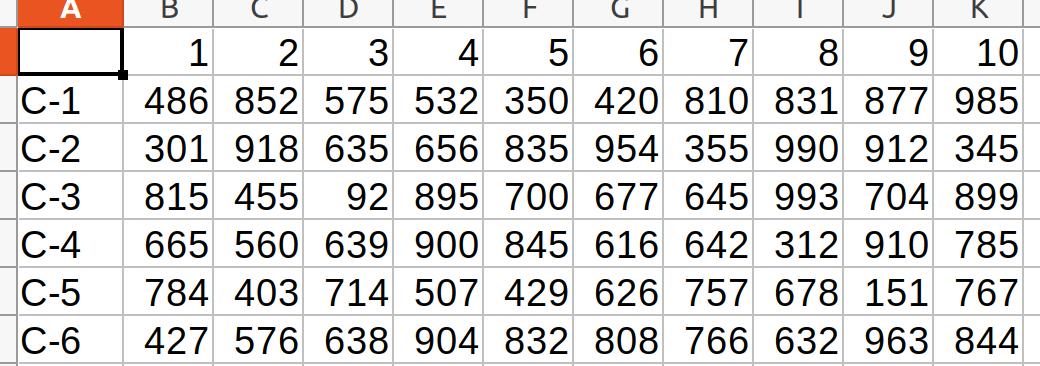 A B C D E F G H I J K
1 2 3 4 5 6 7 8 9 10
C-1 486 852 575 532 350 420 810 831 877 985
C-2 301 918 635 656 835 954 355 990 912 345
C-3 815 455 92 895 700 677 645 993 704 899
C-4 665 560 639 900 845 616 642 312 910 785
C-5 784 403 714 507 429 626 757 678 151 767
C-6 427 576 638 904 832 808 766 632 963 844